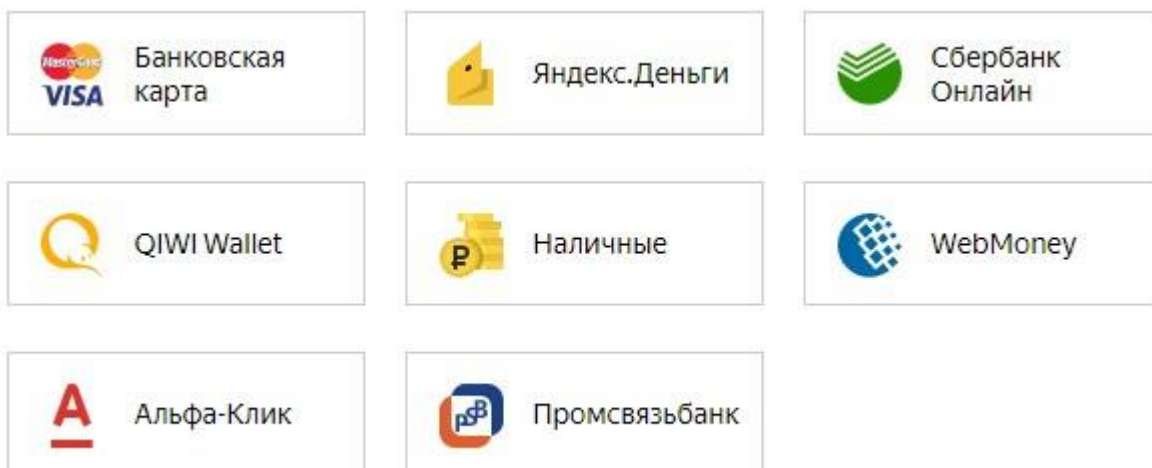 MasterCard
VISA
Банковская
карта
Яндекс.Деньги
Сбербанк
Онлайн
QIWI Wallet
₽
Наличные
WebMoney
А
Альфа-Клик
PSB
Промсвязьбанк